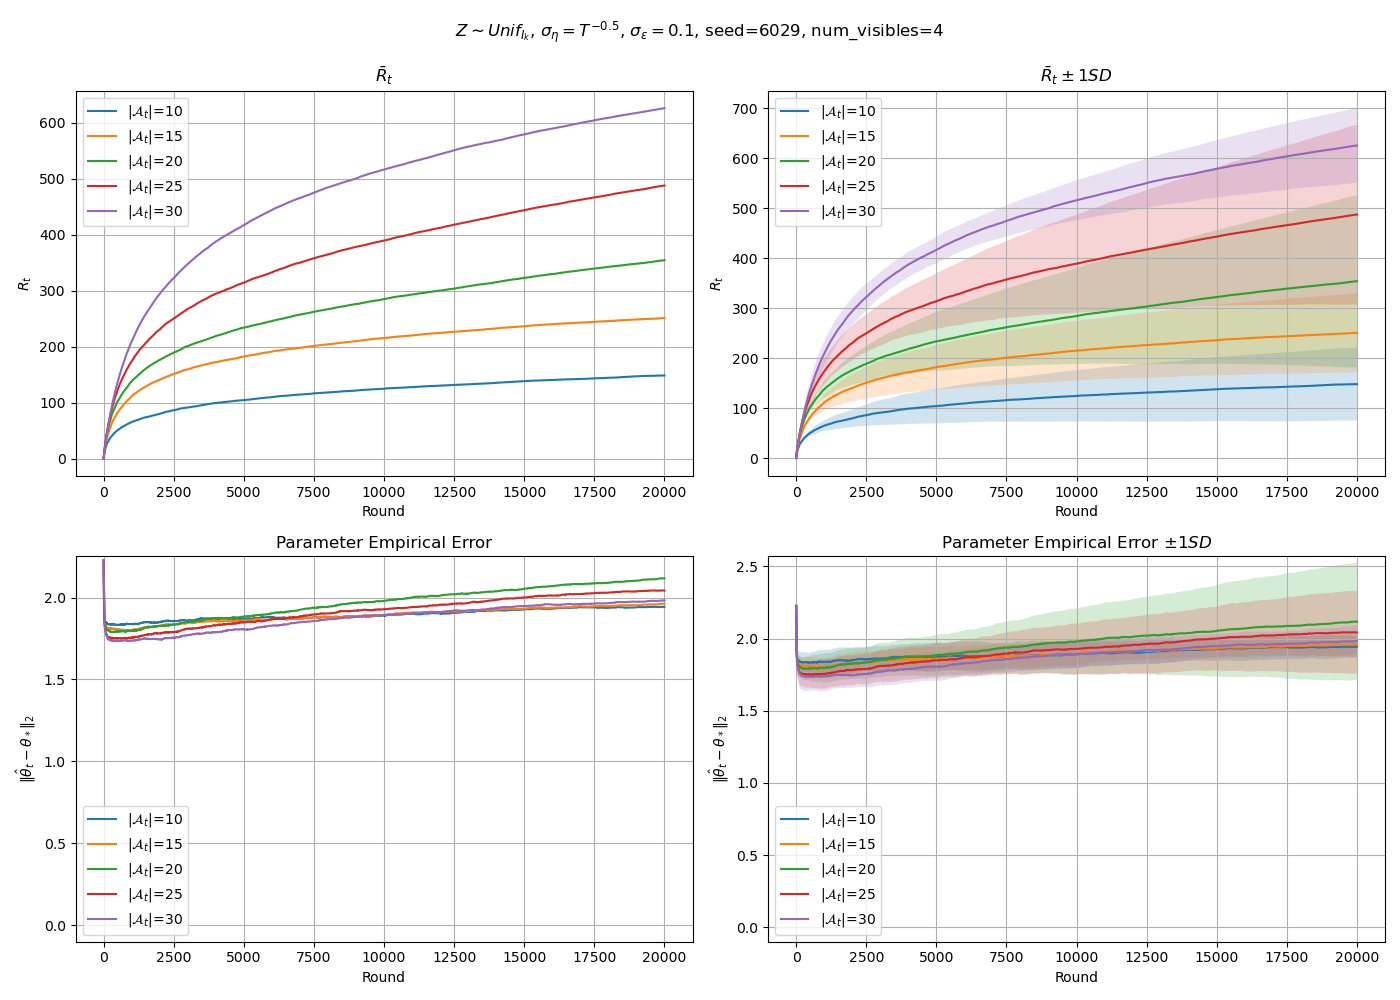 Z ∼ Unif_{I_k}, σ_η = T^{−0.5}, σ_ε = 0.1, seed=6029, num_visibles=4
R̄_t
R_t
600
500
400
300
200
100
0
|𝒜_t|=10
|𝒜_t|=15
|𝒜_t|=20
|𝒜_t|=25
|𝒜_t|=30
0 2500 5000 7500 10000 12500 15000 17500 20000
Round
R̄_t ± 1SD
R_t
700
600
500
400
300
200
100
0
|𝒜_t|=10
|𝒜_t|=15
|𝒜_t|=20
|𝒜_t|=25
|𝒜_t|=30
0 2500 5000 7500 10000 12500 15000 17500 20000
Round
Parameter Empirical Error
‖θ̂_t − θ_*‖_2
2.0
1.5
1.0
0.5
0.0
|𝒜_t|=10
|𝒜_t|=15
|𝒜_t|=20
|𝒜_t|=25
|𝒜_t|=30
0 2500 5000 7500 10000 12500 15000 17500 20000
Round
Parameter Empirical Error ±1SD
‖θ̂_t − θ_*‖_2
2.5
2.0
1.5
1.0
0.5
0.0
|𝒜_t|=10
|𝒜_t|=15
|𝒜_t|=20
|𝒜_t|=25
|𝒜_t|=30
0 2500 5000 7500 10000 12500 15000 17500 20000
Round